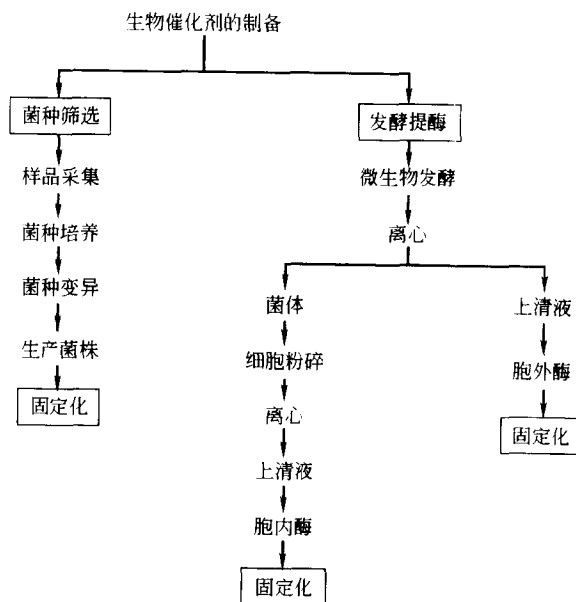 生物催化剂的制备
菌种筛选
样品采集
菌种培养
菌种变异
生产菌株
固定化
发酵提酶
微生物发酵
离心
菌体
细胞粉碎
离心
上清液
胞内酶
固定化
上清液
胞外酶
固定化